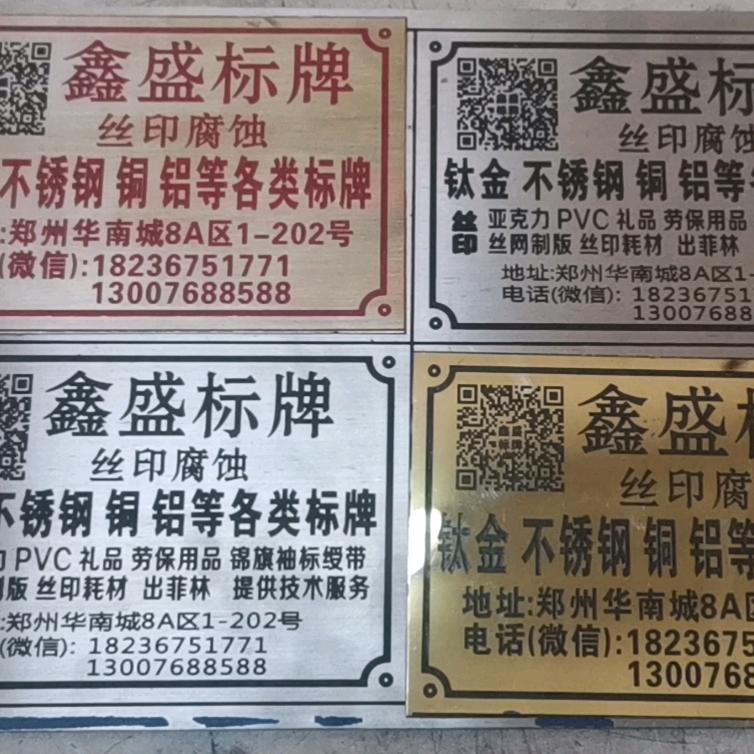 鑫盛标牌
丝印腐蚀
不锈钢 铜 铝等各类标牌
:郑州华南城8A区1-202号
(微信):18236751771
13007688588
鑫盛标
丝印腐蚀
钛金 不锈钢 铜 铝等
丝印
亚克力 PVC 礼品 劳保用品
丝网制版 丝印耗材 出菲林
地址:郑州华南城8A区1
电话(微信): 18236751
130076885
鑫盛标牌
丝印腐蚀
不锈钢 铜 铝等各类标牌
力 PVC 礼品 劳保用品 锦旗袖标绶带
制版 丝印耗材 出菲林 提供技术服务
:郑州华南城8A区1-202号
(微信): 18236751771
13007688588
鑫盛标
丝印腐
钛金 不锈钢 铜 铝等
地址:郑州华南城8A区
电话(微信):1823675
1300768